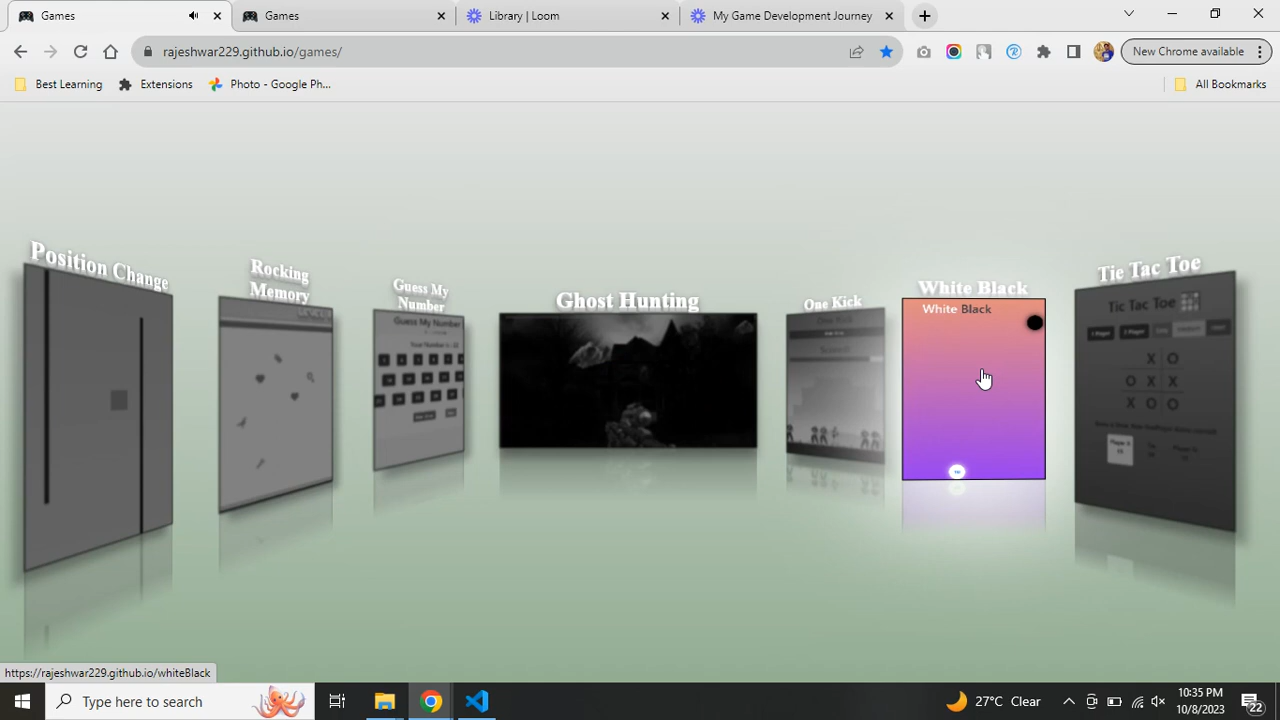 Games
Games
Library | Loom
My Game Development Journey
rajeshwar229.github.io/games/
New Chrome available
Best Learning
Extensions
Photo - Google Ph...
All Bookmarks
Position Change
Rocking
Memory
Guess My
Number
Ghost Hunting
One Kick
White Black
Tie Tac Toe
Guess My Number
White Black
Tic Tac Toe
X O
O X X
X O O
https://rajeshwar229.github.io/whiteBlack
Type here to search
27°C Clear
10:35 PM
10/8/2023
22